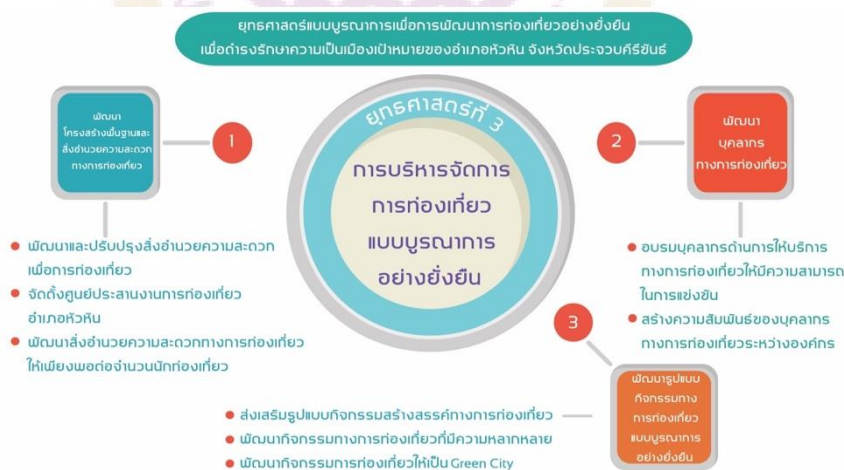 ยุทธศาสตร์แบบบูรณาการเพื่อการพัฒนาการท่องเที่ยวอย่างยั่งยืน
เพื่อดำรงรักษาความเป็นเมืองเป้าหมายของอำเภอหัวหิน จังหวัดประจวบคีรีขันธ์
ยุทธศาสตร์ที่ 3
การบริหารจัดการ
การท่องเที่ยว
แบบบูรณาการ
อย่างยั่งยืน
พัฒนา
โครงสร้างพื้นฐานและ
สิ่งอำนวยความสะดวก
ทางการท่องเที่ยว
1
● พัฒนาและปรับปรุงสิ่งอำนวยความสะดวก
เพื่อการท่องเที่ยว
● จัดตั้งศูนย์ประสานงานการท่องเที่ยว
อำเภอหัวหิน
● พัฒนาสิ่งอำนวยความสะดวกทางการท่องเที่ยว
ให้เพียงพอต่อจำนวนนักท่องเที่ยว
2
พัฒนา
บุคลากร
ทางการท่องเที่ยว
● อบรมบุคลากรด้านการให้บริการ
ทางการท่องเที่ยวให้มีความสามารถ
ในการแข่งขัน
● สร้างความสัมพันธ์ของบุคลากร
ทางการท่องเที่ยวระหว่างองค์กร
3
พัฒนารูปแบบ
กิจกรรมทาง
การท่องเที่ยว
แบบบูรณาการ
อย่างยั่งยืน
● ส่งเสริมรูปแบบกิจกรรมสร้างสรรค์ทางการท่องเที่ยว
● พัฒนากิจกรรมทางการท่องเที่ยวที่มีความหลากหลาย
● พัฒนากิจกรรมการท่องเที่ยวให้เป็น Green City